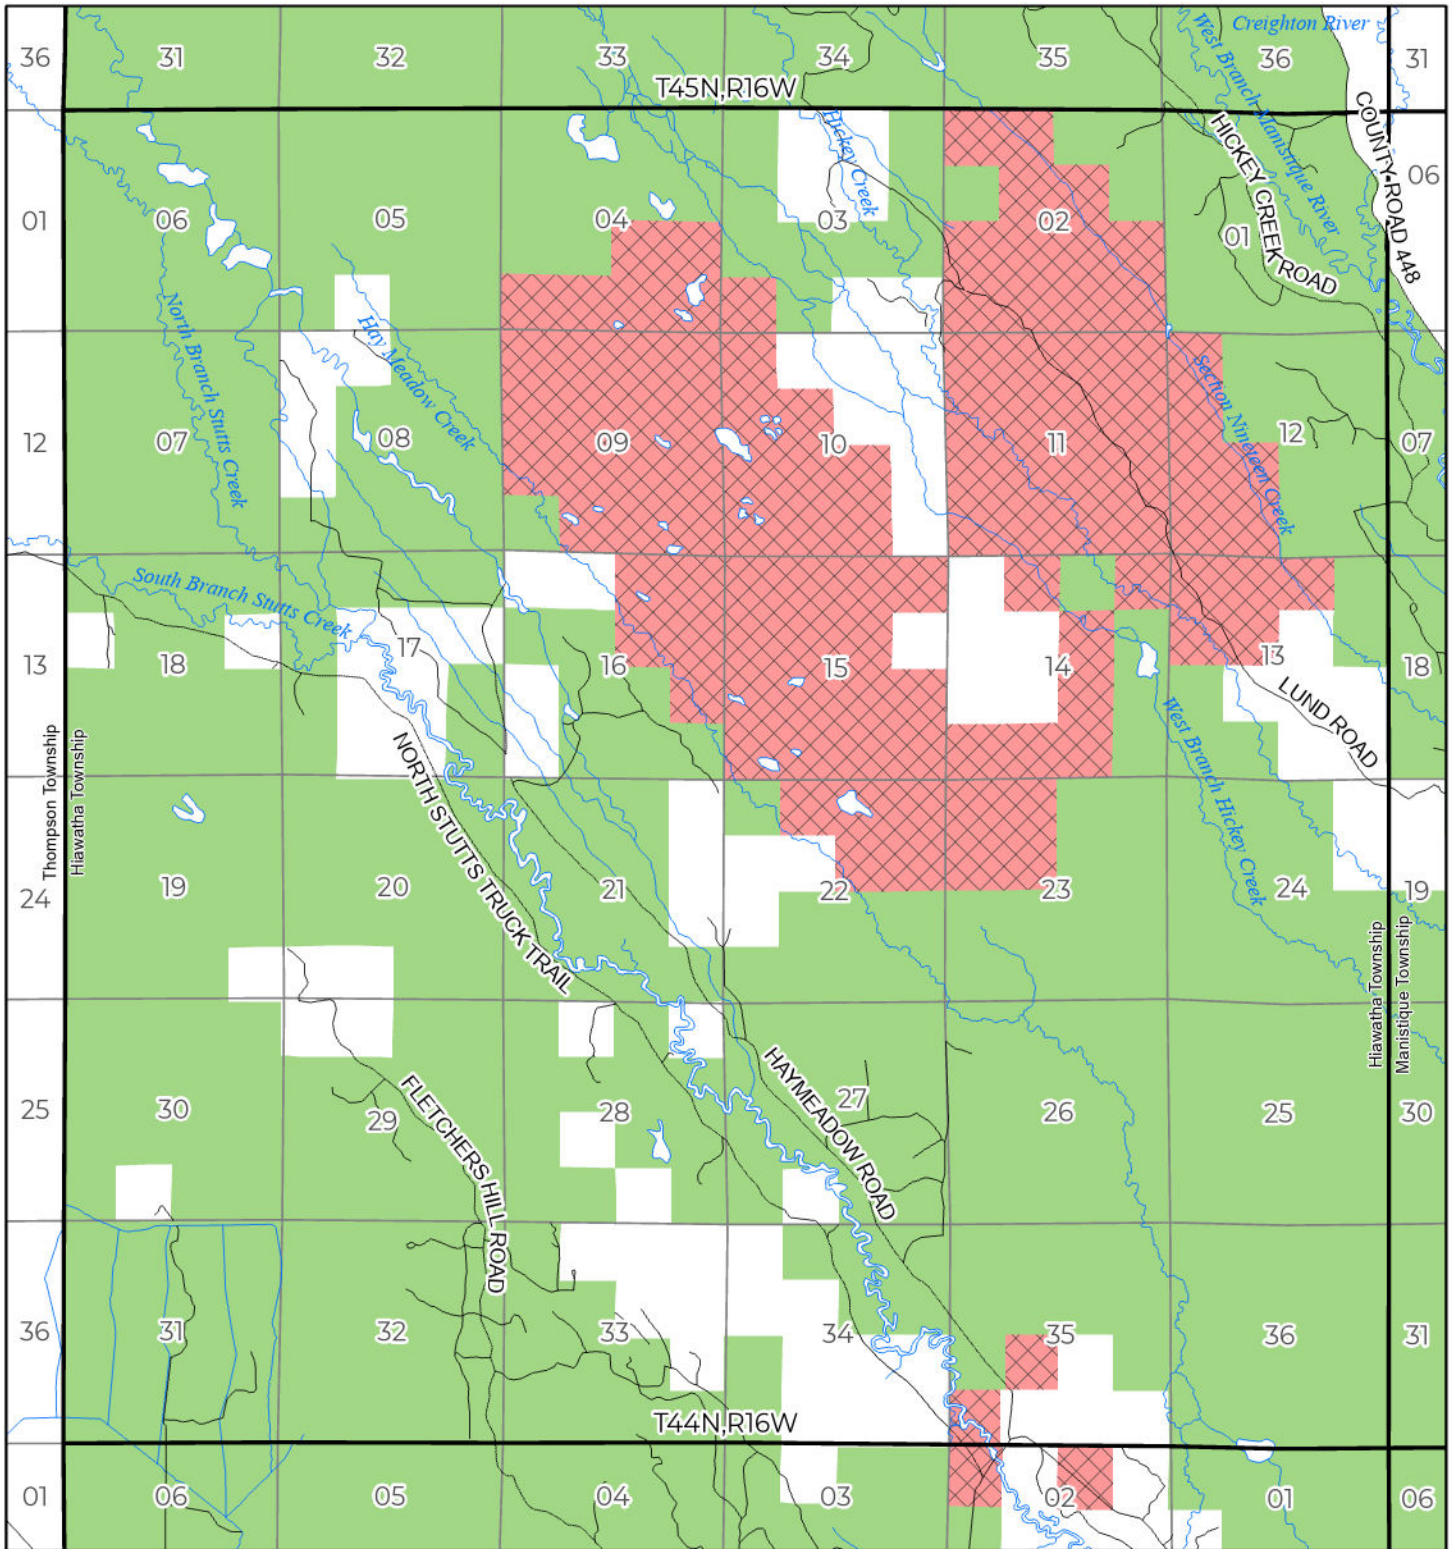 Creighton River
36 31 32 33 34 35 36 31
T45N,R16W
West Branch Manistique River
COUNTY ROAD 448
HICKEY CREEK ROAD
Hickey Creek
01 06 05 04 03 02 01 06
North Branch Stutts Creek
Hay Meadow Creek
Section Nineteen Creek
12 07 08 09 10 11 12 07
South Branch Stutts Creek
13 18 17 16 15 14 13 18
LUND ROAD
Thompson Township
Hiawatha Township
NORTH STUTTS TRUCK TRAIL
West Branch Hickey Creek
24 19 20 21 22 23 24 19
Hiawatha Township
Manistique Township
HAYMEADOW ROAD
FLETCHERS HILL ROAD
25 30 29 28 27 26 25 30
36 31 32 33 34 35 36 31
T44N,R16W
01 06 05 04 03 02 01 06